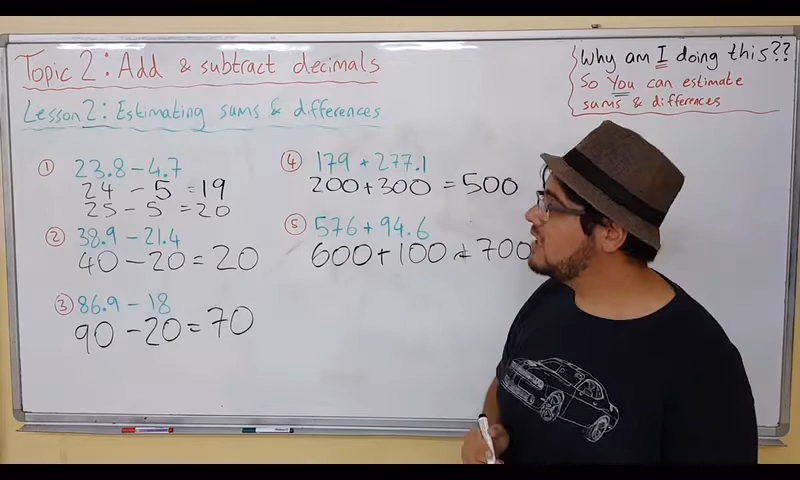 Topic 2: Add & subtract decimals
Lesson 2: Estimating sums & differences
Why am I doing this??
So You can estimate
sums & differences
① 23.8 - 4.7
24 - 5 = 19
25 - 5 = 20
② 38.9 - 21.4
40 - 20 = 20
③ 86.9 - 18
90 - 20 = 70
④ 179 + 277.1
200 + 300 = 500
⑤ 576 + 94.6
600 + 100 + 700